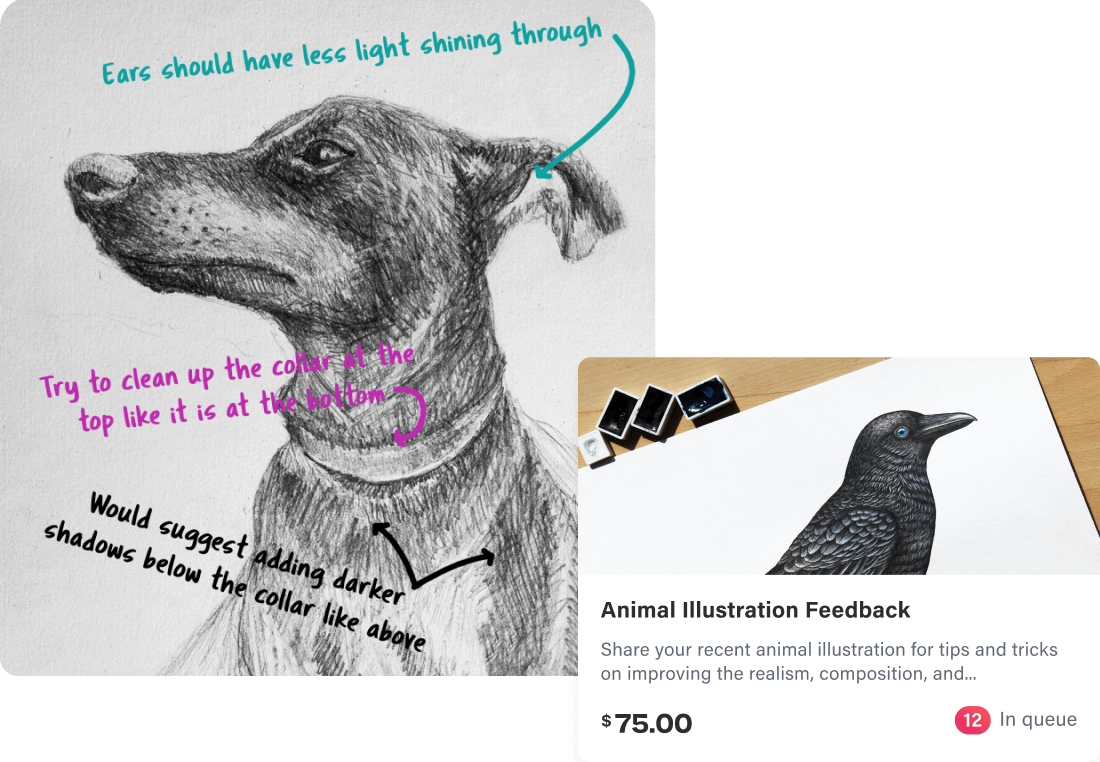 Ears should have less light shining through
Try to clean up the collar at the
top like it is at the bottom
Would suggest adding darker
shadows below the collar like above
Animal Illustration Feedback
Share your recent animal illustration for tips and tricks
on improving the realism, composition, and...
$75.00
12 In queue